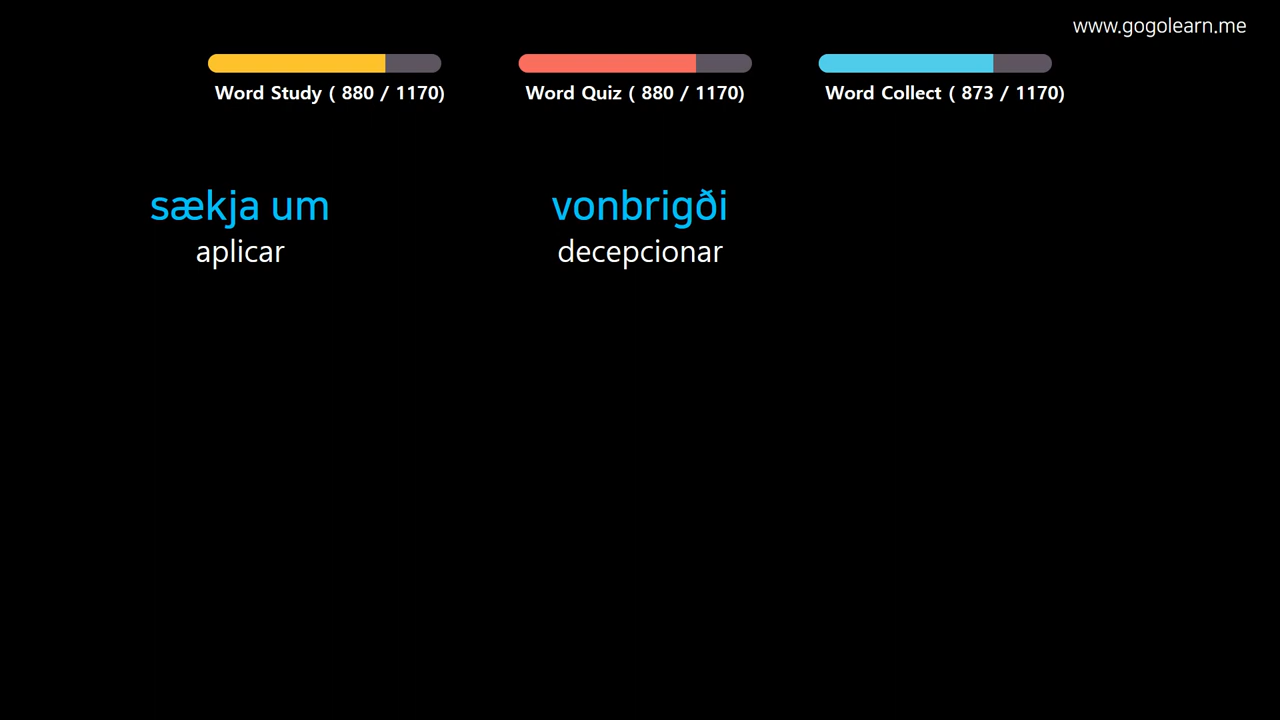 www.gogolearn.me
Word Study ( 880 / 1170)
Word Quiz ( 880 / 1170)
Word Collect ( 873 / 1170)
sækja um
aplicar
vonbrigði
decepcionar